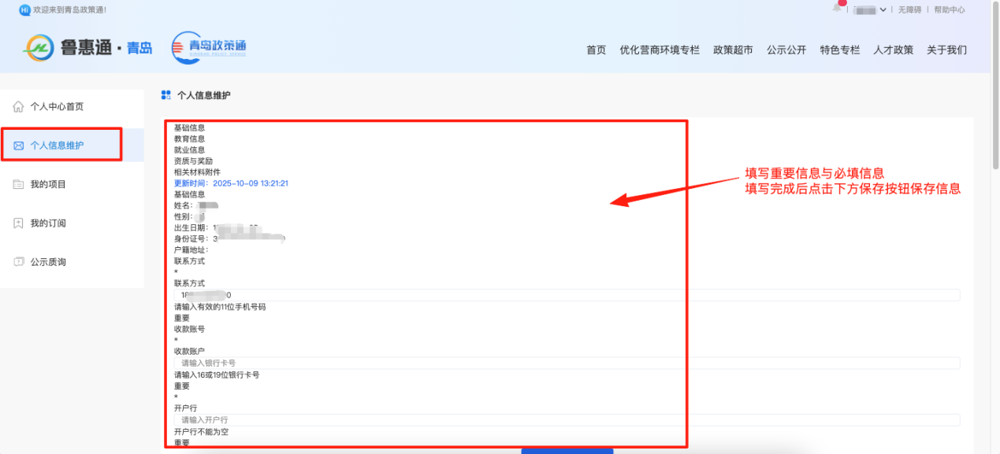 Hi 欢迎来到青岛政策通!
无障碍 | 帮助中心
鲁惠通·青岛
青岛政策通
首页 优化营商环境专栏 政策超市 公示公开 特色专栏 人才政策 关于我们
个人中心首页
个人信息维护
我的项目
我的订阅
公示质询
个人信息维护
基础信息
教育信息
就业信息
资质与奖励
相关材料附件
更新时间：2025-10-09 13:21:21
基础信息
姓名：
性别：
出生日期：
身份证号：
户籍地址：
联系方式
*
联系方式
请输入有效的11位手机号码
重要
收款账号
*
收款账户
请输入银行卡号
请输入16或19位银行卡号
重要
*
开户行
请输入开户行
开户行不能为空
重要
填写重要信息与必填信息
填写完成后点击下方保存按钮保存信息